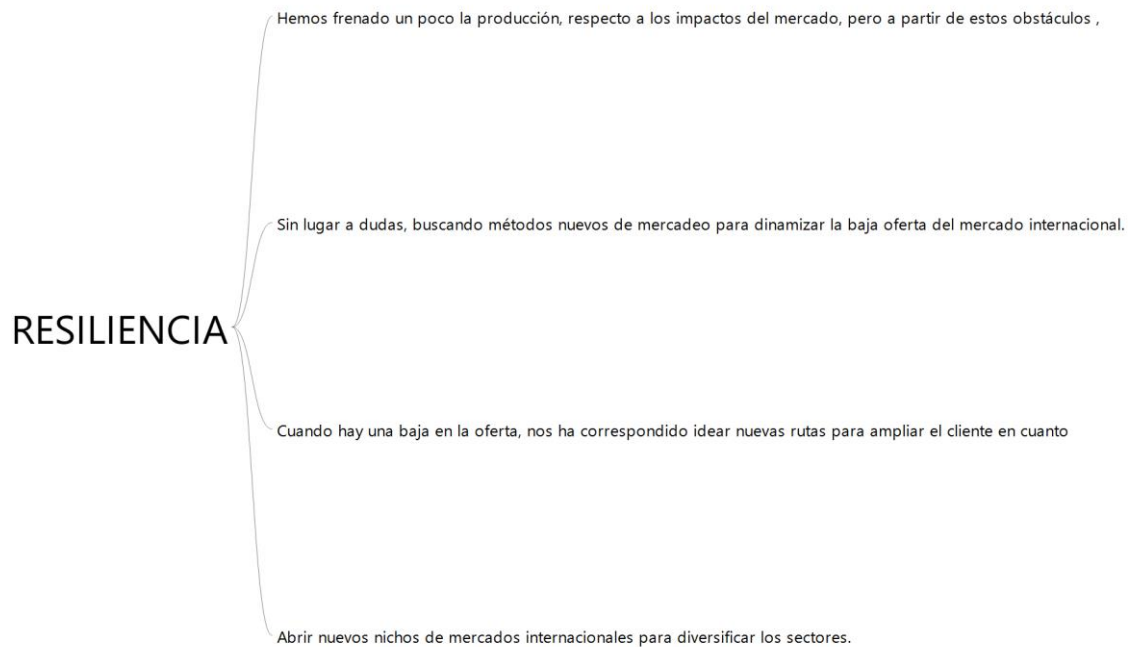 Hemos frenado un poco la producción, respecto a los impactos del mercado, pero a partir de estos obstáculos ,
Sin lugar a dudas, buscando métodos nuevos de mercadeo para dinamizar la baja oferta del mercado internacional.
RESILIENCIA
Cuando hay una baja en la oferta, nos ha correspondido idear nuevas rutas para ampliar el cliente en cuanto
Abrir nuevos nichos de mercados internacionales para diversificar los sectores.